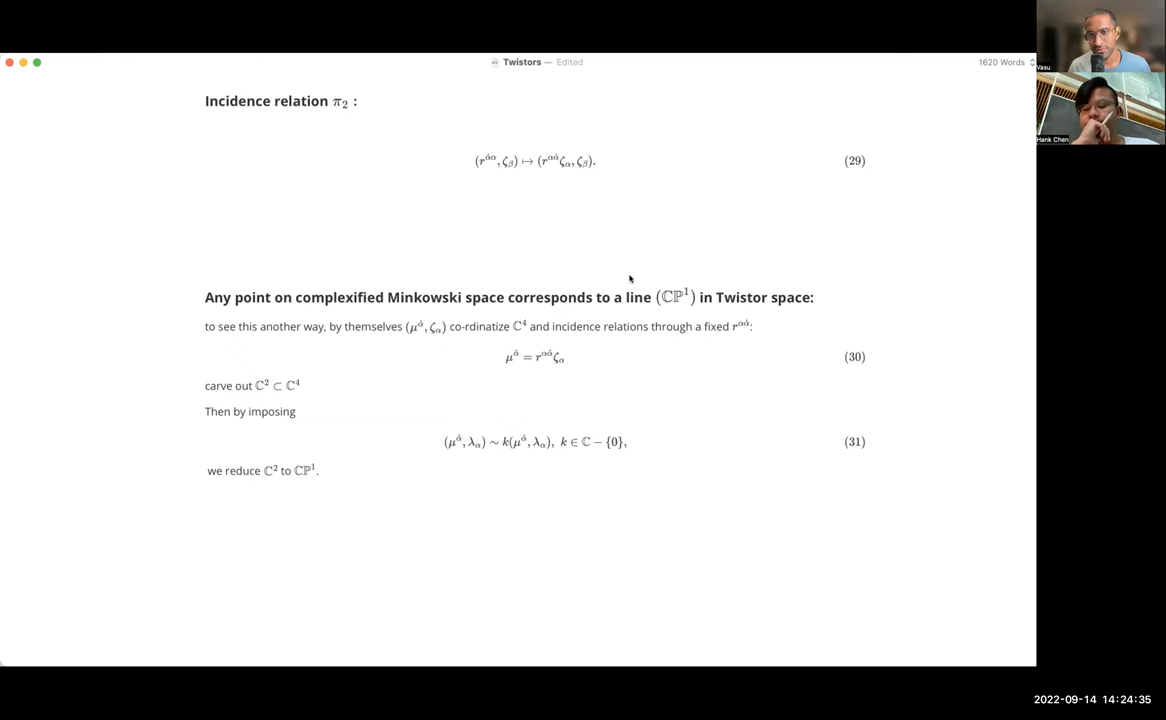 Twistors — Edited
1620 Words
Vasu
Hank Chen
Incidence relation π₂ :
(r^{α̇α}, ζ_β) ↦ (r^{αα̇}ζ_α, ζ_β). (29)
Any point on complexified Minkowski space corresponds to a line (ℂℙ¹) in Twistor space:
to see this another way, by themselves (μ^{α̇}, ζ_α) co-rdinatize ℂ⁴ and incidence relations through a fixed r^{αα̇}:
μ^{α̇} = r^{αα̇}ζ_α (30)
carve out ℂ² ⊂ ℂ⁴
Then by imposing
(μ^{α̇}, λ_α) ∼ k(μ^{α̇}, λ_α), k ∈ ℂ − {0}, (31)
we reduce ℂ² to ℂℙ¹.
2022-09-14 14:24:35